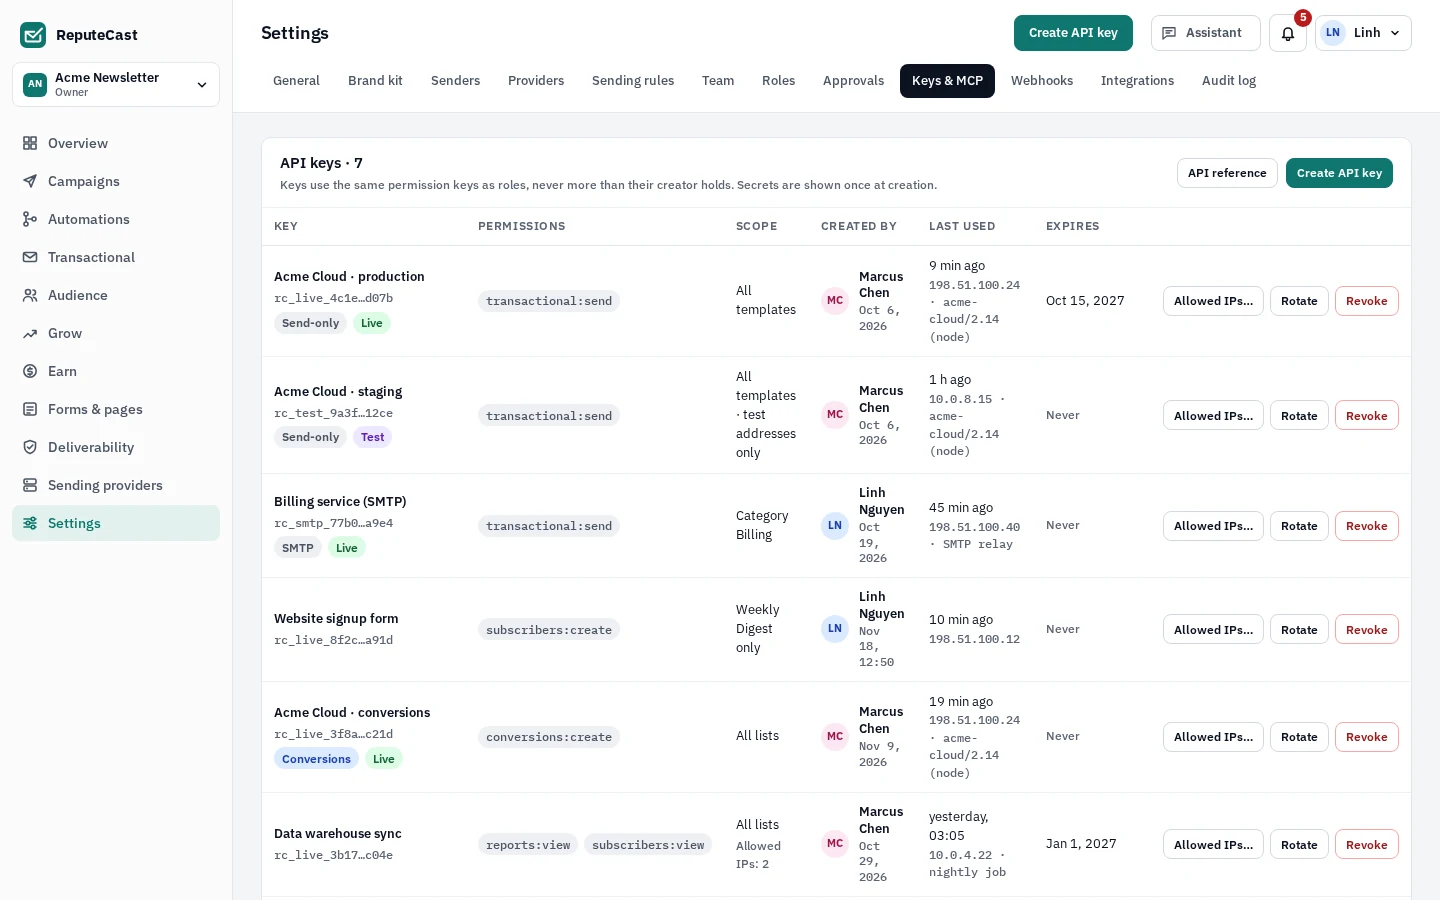 ReputeCast
AN
Acme Newsletter
Owner
Overview
Campaigns
Automations
Transactional
Audience
Grow
Earn
Forms & pages
Deliverability
Sending providers
Settings
Settings
Create API key
Assistant
5
LN
Linh
General
Brand kit
Senders
Providers
Sending rules
Team
Roles
Approvals
Keys & MCP
Webhooks
Integrations
Audit log
API keys · 7
Keys use the same permission keys as roles, never more than their creator holds. Secrets are shown once at creation.
API reference
Create API key
KEY
PERMISSIONS
SCOPE
CREATED BY
LAST USED
EXPIRES
Acme Cloud · production
rc_live_4c1e…d07b
Send-only
Live
transactional:send
All
templates
MC
Marcus
Chen
Oct 6,
2026
9 min ago
198.51.100.24
· acme-
cloud/2.14
(node)
Oct 15, 2027
Allowed IPs…
Rotate
Revoke
Acme Cloud · staging
rc_test_9a3f…12ce
Send-only
Test
transactional:send
All
templates
· test
addresses
only
MC
Marcus
Chen
Oct 6,
2026
1 h ago
10.0.8.15 ·
acme-
cloud/2.14
(node)
Never
Allowed IPs…
Rotate
Revoke
Billing service (SMTP)
rc_smtp_77b0…a9e4
SMTP
Live
transactional:send
Category
Billing
LN
Linh
Nguyen
Oct
19,
2026
45 min ago
198.51.100.40
· SMTP relay
Never
Allowed IPs…
Rotate
Revoke
Website signup form
rc_live_8f2c…a91d
subscribers:create
Weekly
Digest
only
LN
Linh
Nguyen
Nov
18,
12:50
10 min ago
198.51.100.12
Never
Allowed IPs…
Rotate
Revoke
Acme Cloud · conversions
rc_live_3f8a…c21d
Conversions
Live
conversions:create
All lists
MC
Marcus
Chen
Nov 9,
2026
19 min ago
198.51.100.24
· acme-
cloud/2.14
(node)
Never
Allowed IPs…
Rotate
Revoke
Data warehouse sync
rc_live_3b17…c04e
reports:view
subscribers:view
All lists
Allowed
IPs: 2
MC
Marcus
Chen
Oct
29,
2026
yesterday,
03:05
10.0.4.22 ·
nightly job
Jan 1, 2027
Allowed IPs…
Rotate
Revoke